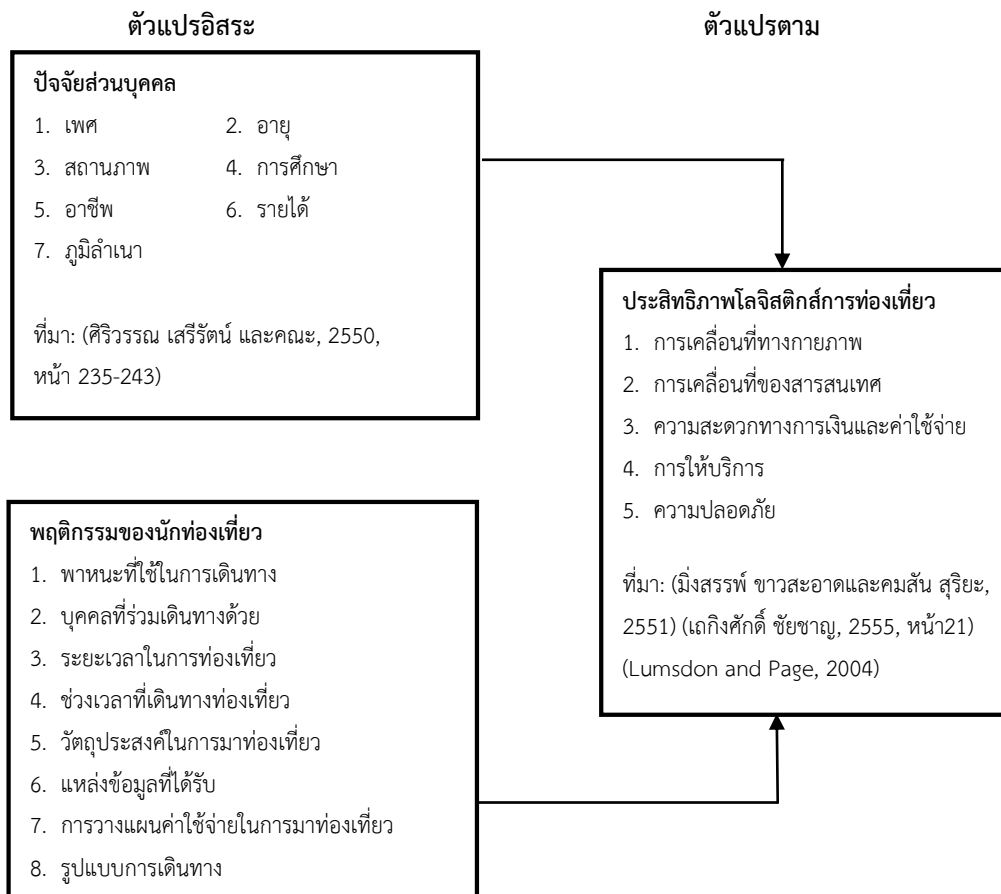 ตัวแปรอิสระ
ตัวแปรตาม
ปัจจัยส่วนบุคคล
1. เพศ 2. อายุ
3. สถานภาพ 4. การศึกษา
5. อาชีพ 6. รายได้
7. ภูมิลำเนา
ที่มา: (ศิริวรรณ เสรีรัตน์ และคณะ, 2550,
หน้า 235-243)
ประสิทธิภาพโลจิสติกส์การท่องเที่ยว
1. การเคลื่อนที่ทางกายภาพ
2. การเคลื่อนที่ของสารสนเทศ
3. ความสะดวกทางการเงินและค่าใช้จ่าย
4. การให้บริการ
5. ความปลอดภัย
ที่มา: (มิ่งสรรพ์ ขาวสะอาดและคมสัน สุริยะ,
2551) (เถกิงศักดิ์ ชัยชาญ, 2555, หน้า21)
(Lumsdon and Page, 2004)
พฤติกรรมของนักท่องเที่ยว
1. พาหนะที่ใช้ในการเดินทาง
2. บุคคลที่ร่วมเดินทางด้วย
3. ระยะเวลาในการท่องเที่ยว
4. ช่วงเวลาที่เดินทางท่องเที่ยว
5. วัตถุประสงค์ในการมาท่องเที่ยว
6. แหล่งข้อมูลที่ได้รับ
7. การวางแผนค่าใช้จ่ายในการมาท่องเที่ยว
8. รูปแบบการเดินทาง